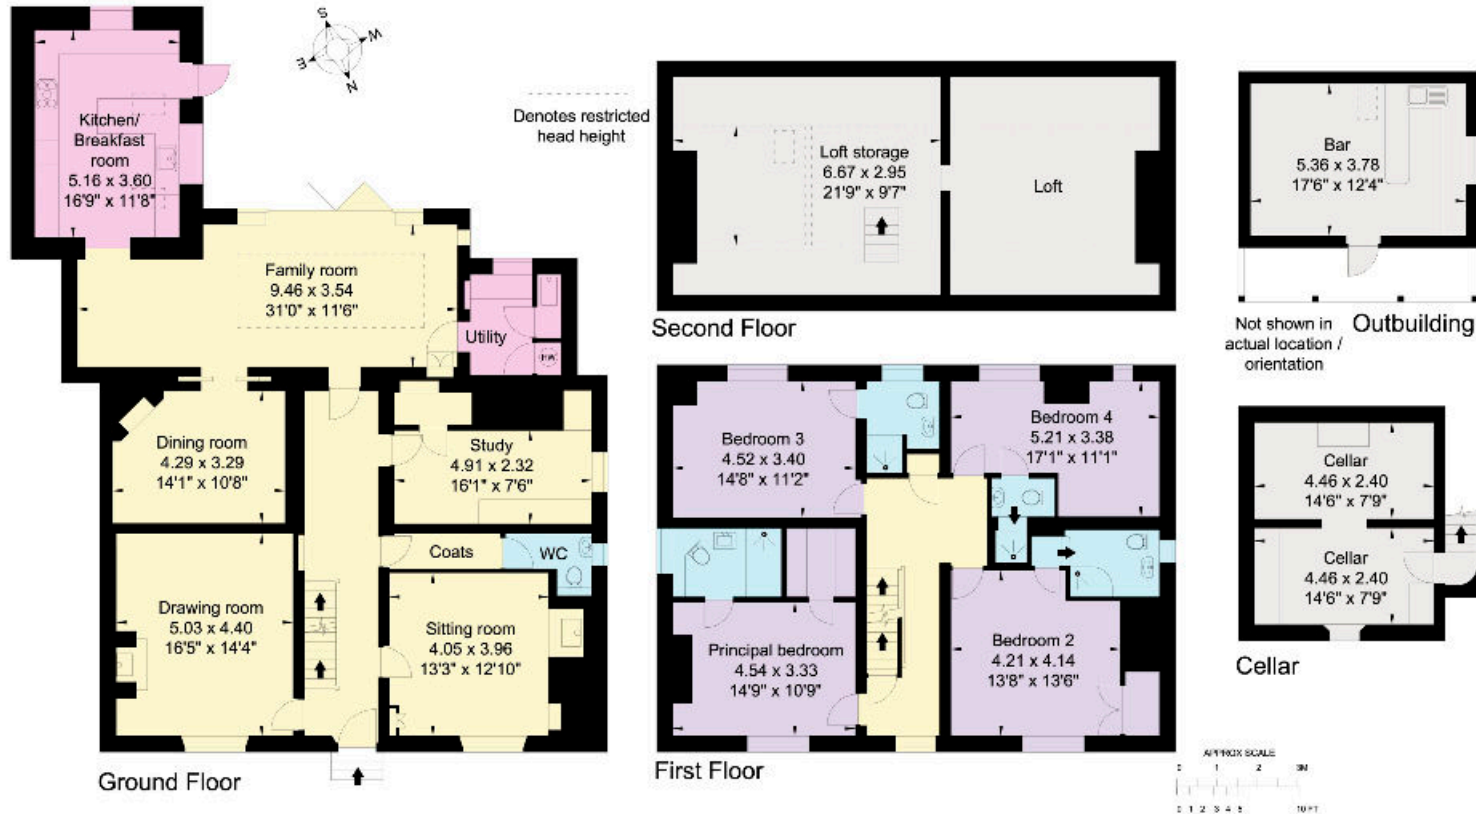 S
W
E
N
Denotes restricted
head height
Kitchen/
Breakfast
room
5.16 x 3.60
16'9" x 11'8"
Family room
9.46 x 3.54
31'0" x 11'6"
Utility
HW
Dining room
4.29 x 3.29
14'1" x 10'8"
Study
4.91 x 2.32
16'1" x 7'6"
Coats
WC
Drawing room
5.03 x 4.40
16'5" x 14'4"
Sitting room
4.05 x 3.96
13'3" x 12'10"
Ground Floor
Loft storage
6.67 x 2.95
21'9" x 9'7"
Loft
Second Floor
Bedroom 3
4.52 x 3.40
14'8" x 11'2"
Bedroom 4
5.21 x 3.38
17'1" x 11'1"
Principal bedroom
4.54 x 3.33
14'9" x 10'9"
Bedroom 2
4.21 x 4.14
13'8" x 13'6"
First Floor
Bar
5.36 x 3.78
17'6" x 12'4"
Not shown in
actual location /
orientation
Outbuilding
Cellar
4.46 x 2.40
14'6" x 7'9"
Cellar
4.46 x 2.40
14'6" x 7'9"
Cellar
APPROX SCALE
0 1 2 3M
0 1 2 3 4 5 10 FT